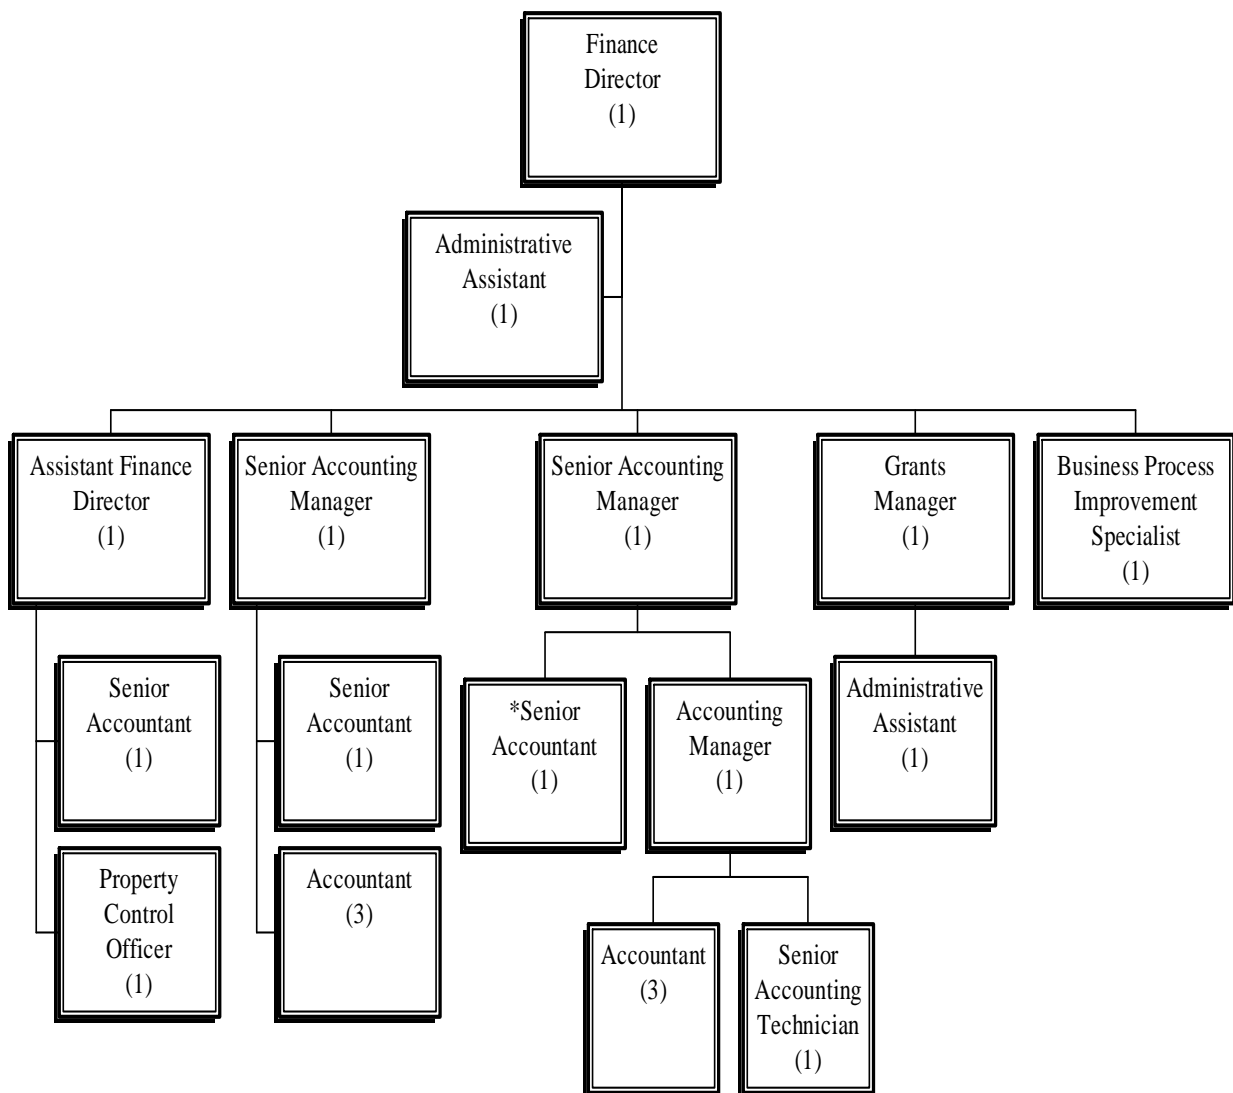 Finance
Director
(1)
Administrative
Assistant
(1)
Assistant Finance
Director
(1)
Senior Accounting
Manager
(1)
Senior Accounting
Manager
(1)
Grants
Manager
(1)
Business Process
Improvement
Specialist
(1)
Senior
Accountant
(1)
Senior
Accountant
(1)
*Senior
Accountant
(1)
Accounting
Manager
(1)
Administrative
Assistant
(1)
Property
Control
Officer
(1)
Accountant
(3)
Accountant
(3)
Senior
Accounting
Technician
(1)